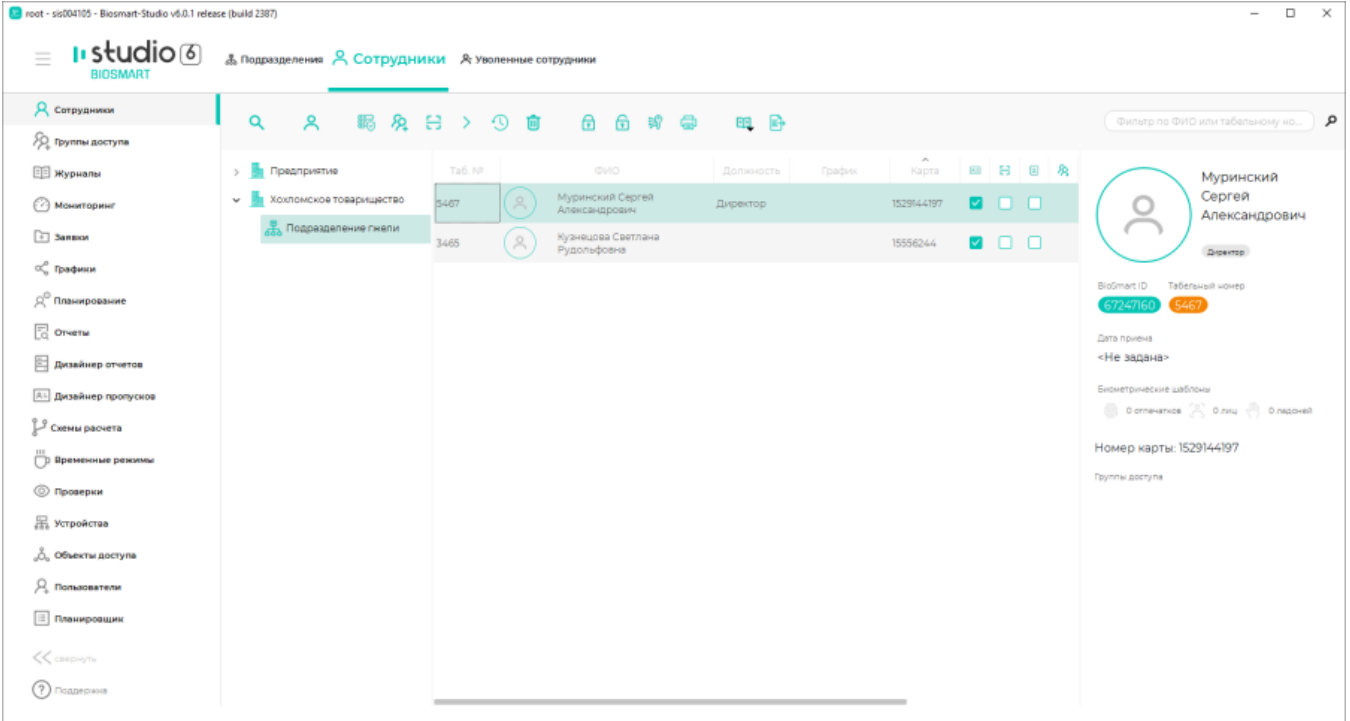 root - sis004105 - Biosmart-Studio v6.0.1 release (build 2387)
studio 6
BIOSMART
Подразделения
Сотрудники
Уволенные сотрудники
Сотрудники
Группы доступа
Журналы
Мониторинг
Заявки
Графики
Планирование
Отчеты
Дизайнер отчетов
Дизайнер пропусков
Схемы расчета
Временные режимы
Проверки
Устройства
Объекты доступа
Пользователи
Планировщик
свернуть
Поддержка
Предприятие
Хохломское товарищество
Подразделение гжели
Таб. № ФИО Должность График Карта
5467 Муринский Сергей Александрович Директор 1529144197
3465 Кузнецова Светлана Рудольфовна 15556244
Фильтр по ФИО или табельному но...
Муринский
Сергей
Александрович
Директор
BioSmart ID Табельный номер
67247160 5467
Дата приема
<Не задана>
Биометрические шаблоны
0 отпечатков 0 лиц 0 ладоней
Номер карты: 1529144197
Группы доступа